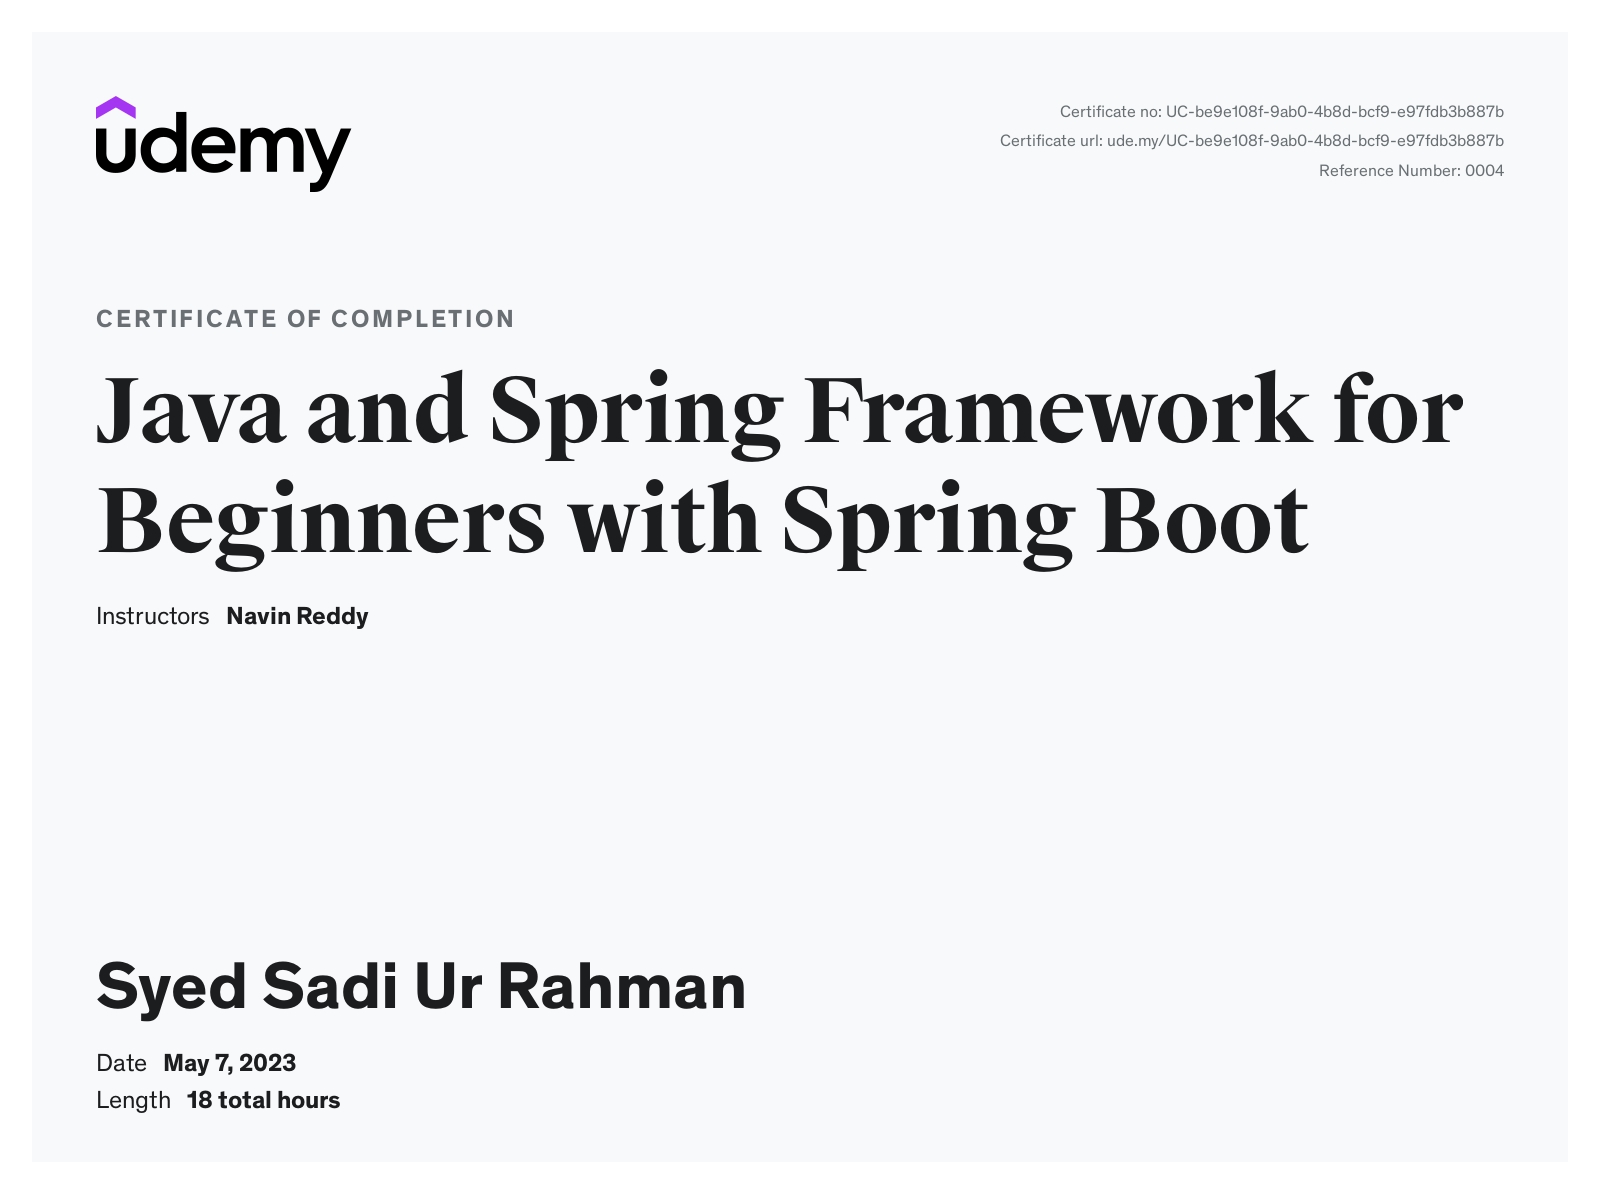 udemy
Certificate no: UC-be9e108f-9ab0-4b8d-bcf9-e97fdb3b887b
Certificate url: ude.my/UC-be9e108f-9ab0-4b8d-bcf9-e97fdb3b887b
Reference Number: 0004
CERTIFICATE OF COMPLETION
Java and Spring Framework for
Beginners with Spring Boot
Instructors Navin Reddy
Syed Sadi Ur Rahman
Date May 7, 2023
Length 18 total hours